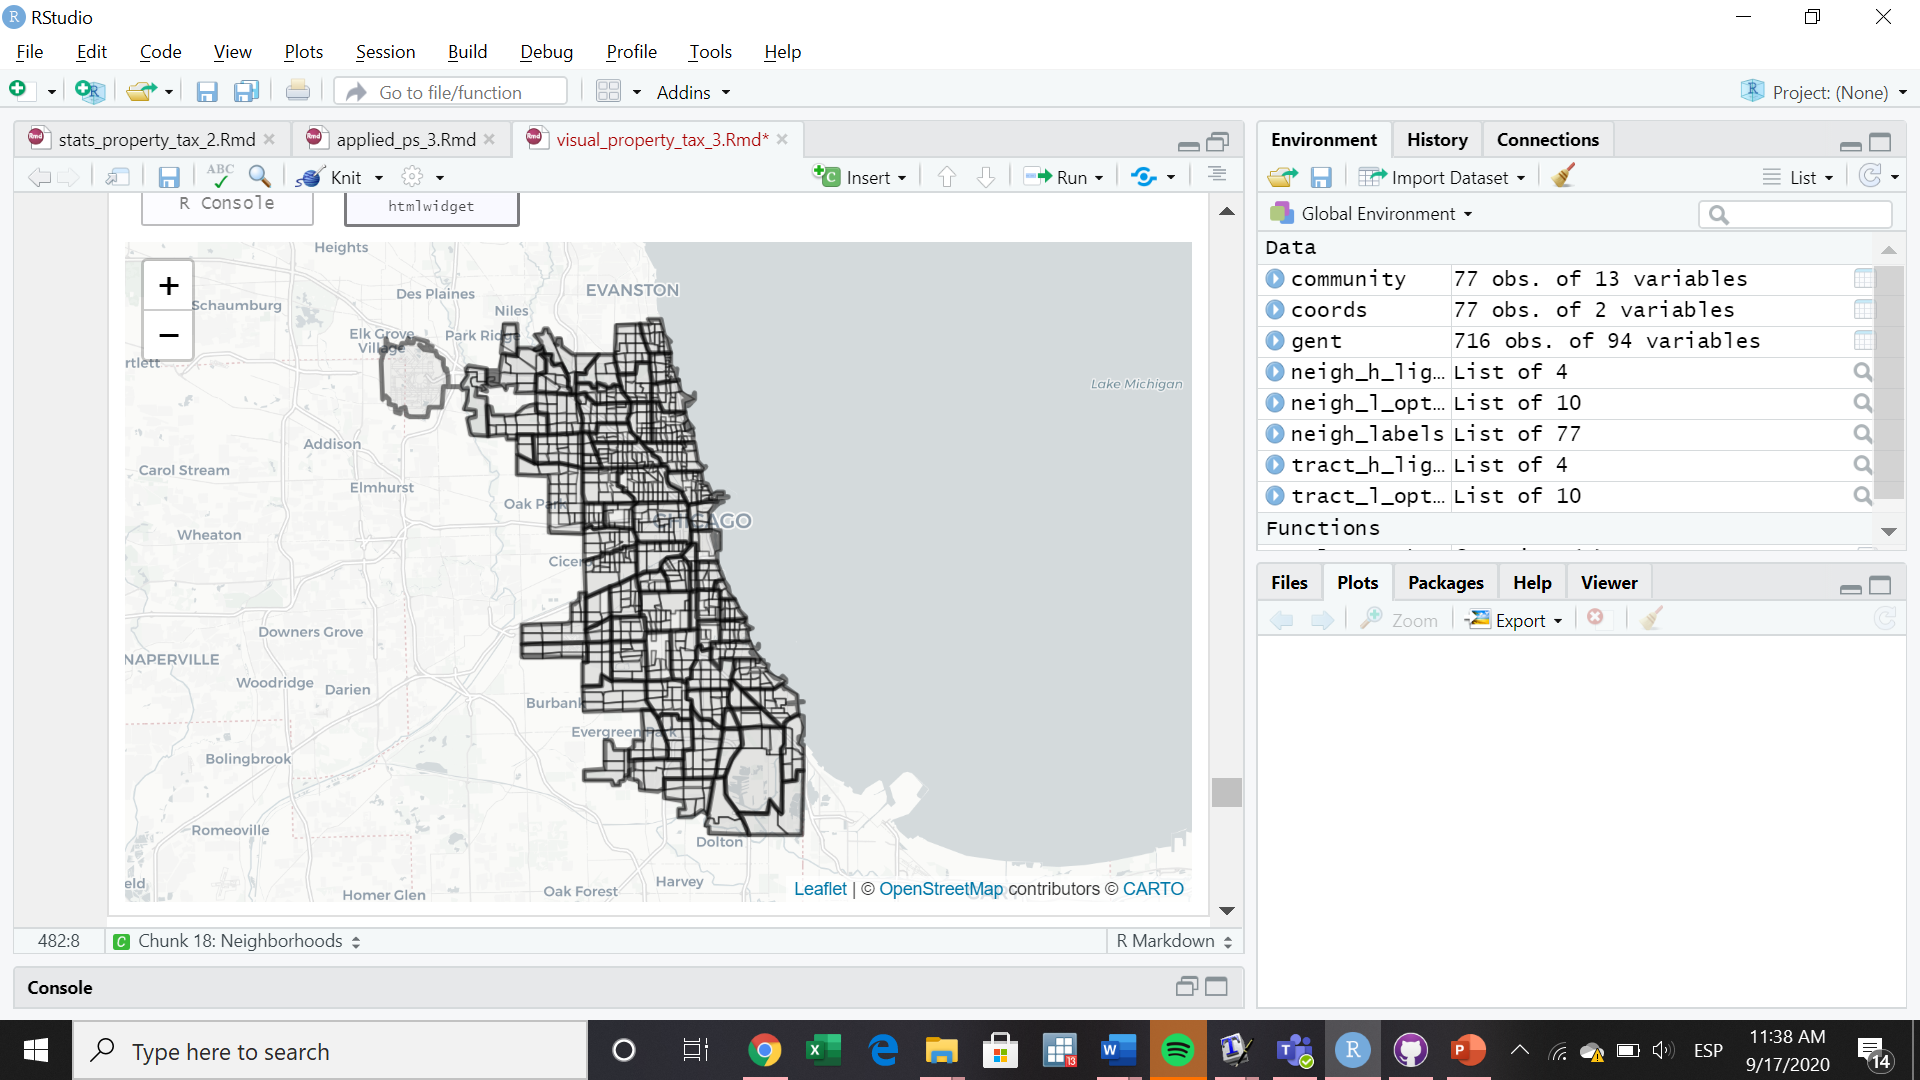 RStudio
File Edit Code View Plots Session Build Debug Profile Tools Help
Go to file/function Addins Project: (None)
stats_property_tax_2.Rmd applied_ps_3.Rmd visual_property_tax_3.Rmd*
ABC Knit Insert Run
R Console htmlwidget
+
−
Heights
EVANSTON
Des Plaines
Schaumburg
Niles
Elk Grove Village
Park Ridge
rtlett
Lake Michigan
Addison
Carol Stream
Elmhurst
Oak Park
CHICAGO
Wheaton
Cicero
Downers Grove
NAPERVILLE
Woodridge
Darien
Burbank
Evergreen Park
Bolingbrook
Romeoville
Dolton
eld
Homer Glen
Oak Forest
Harvey
Leaflet | © OpenStreetMap contributors © CARTO
482:8 C Chunk 18: Neighborhoods R Markdown
Console
Environment History Connections
Import Dataset List
Global Environment
Data
community 77 obs. of 13 variables
coords 77 obs. of 2 variables
gent 716 obs. of 94 variables
neigh_h_lig… List of 4
neigh_l_opt… List of 10
neigh_labels List of 77
tract_h_lig… List of 4
tract_l_opt… List of 10
Functions
Files Plots Packages Help Viewer
Zoom Export
Type here to search
13
ESP
11:38 AM
9/17/2020
14